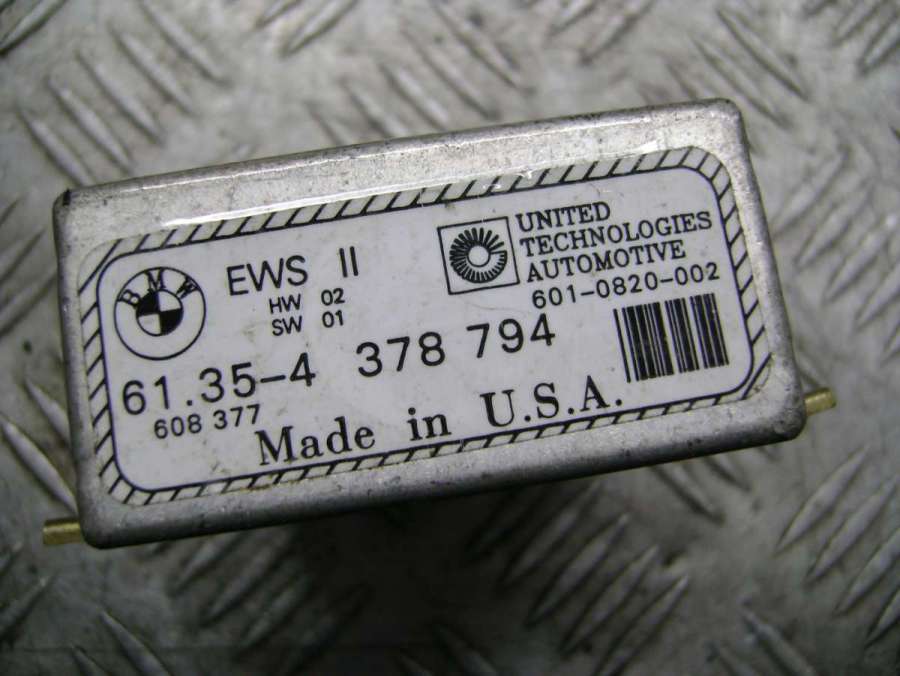 BMW
EWS II
HW 02
SW 01
UNITED
TECHNOLOGIES
AUTOMOTIVE
601-0820-002
61.35-4 378 794
608 377
Made in U.S.A.